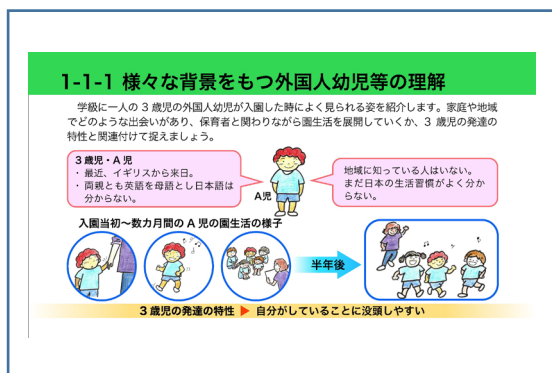 1-1-1 様々な背景をもつ外国人幼児等の理解
学級に一人の 3 歳児の外国人幼児が入園した時によく見られる姿を紹介します。家庭や地域
でどのような出会いがあり、保育者と関わりながら園生活を展開していくか、3 歳児の発達の
特性と関連付けて捉えましょう。
3 歳児・A 児
・ 最近、イギリスから来日。
・ 両親とも英語を母語とし日本語は
分からない。
A児
地域に知っている人はいない。
まだ日本の生活習慣がよく分か
らない。
入園当初〜数カ月間の A 児の園生活の様子
半年後
3 歳児の発達の特性 ▶ 自分がしていることに没頭しやすい